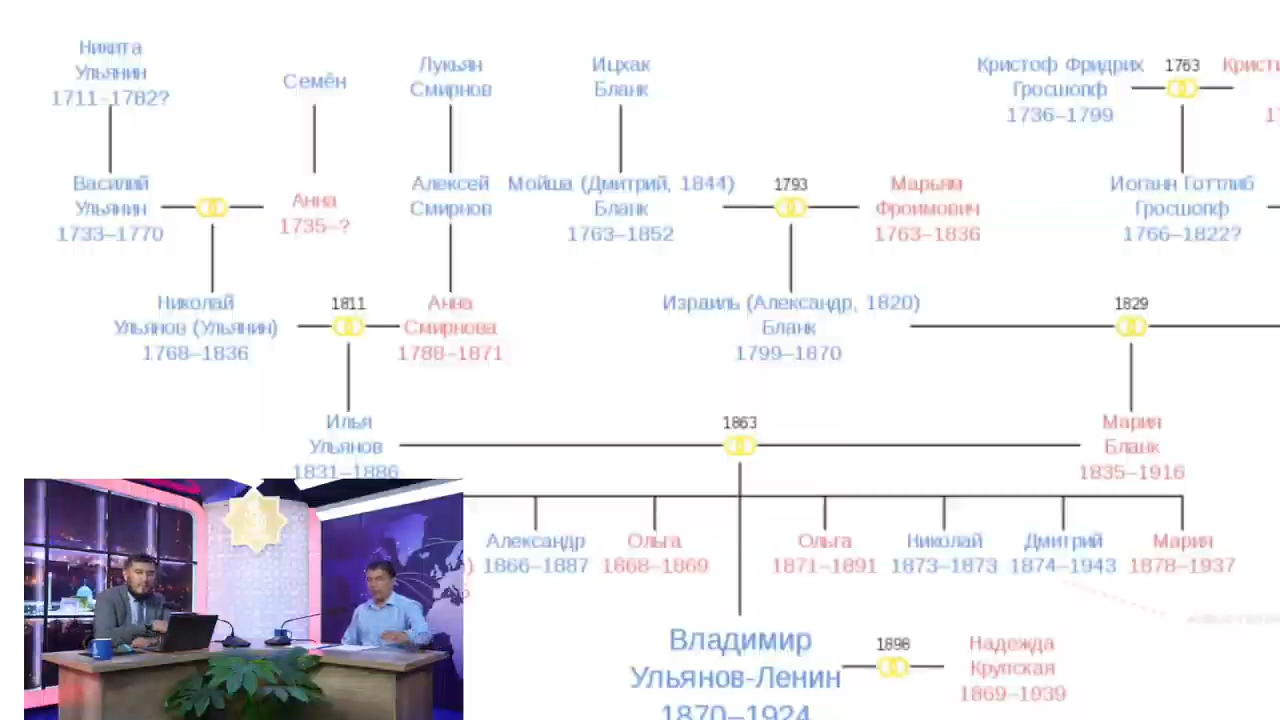 Никита
Ульянин
1711–1782?
Семён
Лукьян
Смирнов
Ицхак
Бланк
Кристоф Фридрих
Гросшопф
1736–1799
1763
Василий
Ульянин
1733–1770
Анна
1735–?
Алексей
Смирнов
Мойша (Дмитрий, 1844)
Бланк
1763–1852
1793
Марьям
Фроимович
1763–1836
Иоганн Готтлиб
Гросшопф
1766–1822?
Николай
Ульянов (Ульянин)
1768–1836
1811
Анна
Смирнова
1788–1871
Израиль (Александр, 1820)
Бланк
1799–1870
1829
Илья
Ульянов
1831–1886
1863
Мария
Бланк
1835–1916
Александр
1866–1887
Ольга
1868–1869
Ольга
1871–1891
Николай
1873–1873
Дмитрий
1874–1943
Мария
1878–1937
Владимир
Ульянов-Ленин
1870–1924
1898
Надежда
Крупская
1869–1939